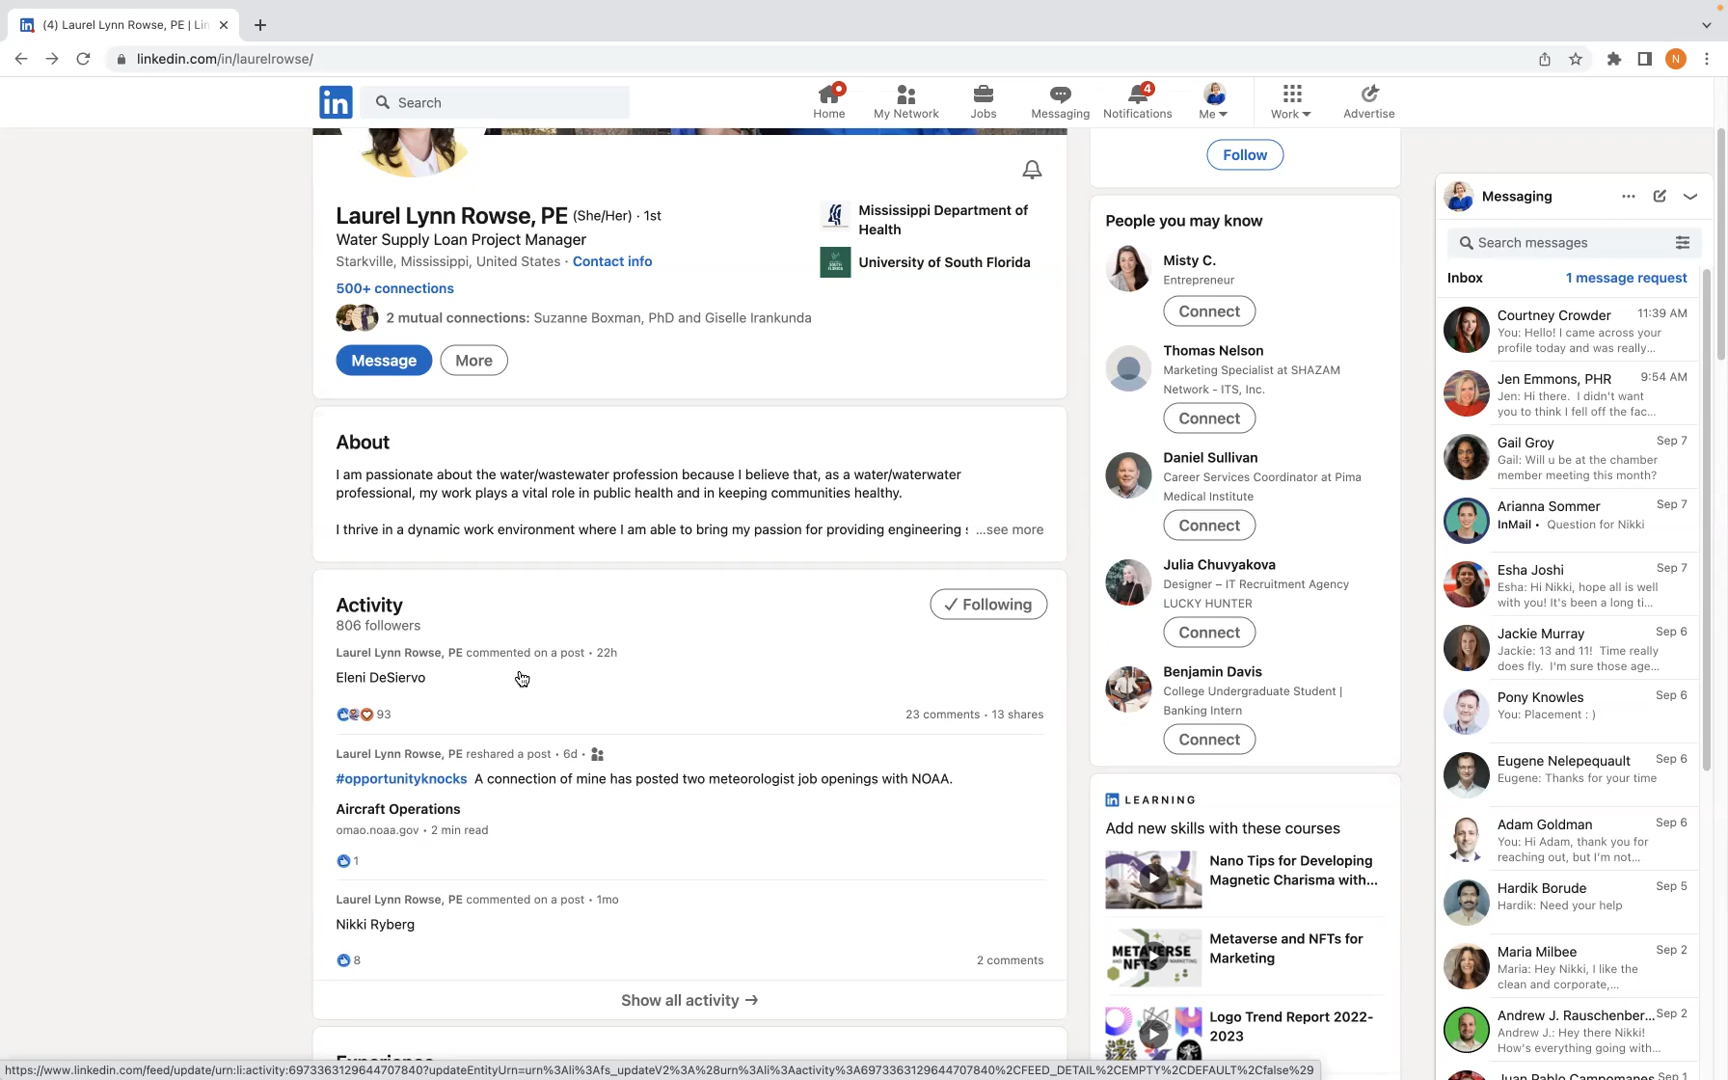 (4) Laurel Lynn Rowse, PE | Lin
linkedin.com/in/laurelrowse/
N
in
Search
Home
My Network
Jobs
Messaging
4
Notifications
Me
Work
Advertise
Laurel Lynn Rowse, PE (She/Her) · 1st
Water Supply Loan Project Manager
Starkville, Mississippi, United States · Contact info
500+ connections
2 mutual connections: Suzanne Boxman, PhD and Giselle Irankunda
Message
More
Mississippi Department of
Health
University of South Florida
About
I am passionate about the water/wastewater profession because I believe that, as a water/waterwater
professional, my work plays a vital role in public health and in keeping communities healthy.
I thrive in a dynamic work environment where I am able to bring my passion for providing engineering
...see more
Activity
806 followers
✓ Following
Laurel Lynn Rowse, PE commented on a post • 22h
Eleni DeSiervo
93
23 comments • 13 shares
Laurel Lynn Rowse, PE reshared a post • 6d •
#opportunityknocks A connection of mine has posted two meteorologist job openings with NOAA.
Aircraft Operations
omao.noaa.gov • 2 min read
1
Laurel Lynn Rowse, PE commented on a post • 1mo
Nikki Ryberg
8
2 comments
Show all activity →
Experience
Follow
People you may know
Misty C.
Entrepreneur
Connect
Thomas Nelson
Marketing Specialist at SHAZAM
Network - ITS, Inc.
Connect
Daniel Sullivan
Career Services Coordinator at Pima
Medical Institute
Connect
Julia Chuvyakova
Designer – IT Recruitment Agency
LUCKY HUNTER
Connect
Benjamin Davis
College Undergraduate Student |
Banking Intern
Connect
in LEARNING
Add new skills with these courses
Nano Tips for Developing
Magnetic Charisma with...
METAVERSE
AND NFTS FOR
MARKETING
Metaverse and NFTs for
Marketing
Logo Trend Report 2022-
2023
Messaging
Search messages
Inbox
1 message request
Courtney Crowder 11:39 AM
You: Hello! I came across your
profile today and was really...
Jen Emmons, PHR 9:54 AM
Jen: Hi there. I didn't want
you to think I fell off the fac...
Gail Groy Sep 7
Gail: Will u be at the chamber
member meeting this month?
Arianna Sommer Sep 7
InMail • Question for Nikki
Esha Joshi Sep 7
Esha: Hi Nikki, hope all is well
with you! It's been a long ti...
Jackie Murray Sep 6
Jackie: 13 and 11! Time really
does fly. I'm sure those age...
Pony Knowles Sep 6
You: Placement : )
Eugene Nelepequault Sep 6
Eugene: Thanks for your time
Adam Goldman Sep 6
You: Hi Adam, thank you for
reaching out, but I'm not...
Hardik Borude Sep 5
Hardik: Need your help
Maria Milbee Sep 2
Maria: Hey Nikki, I like the
clean and corporate,...
Andrew J. Rauschenber... Sep 2
Andrew J.: Hey there Nikki!
How's everything going with...
Juan Pablo Campomanes Sep 1
https://www.linkedin.com/feed/update/urn:li:activity:6973363129644707840?updateEntityUrn=urn%3Ali%3Afs_updateV2%3A%28urn%3Ali%3Aactivity%3A6973363129644707840%2CFEED_DETAIL%2CEMPTY%2CDEFAULT%2Cfalse%29